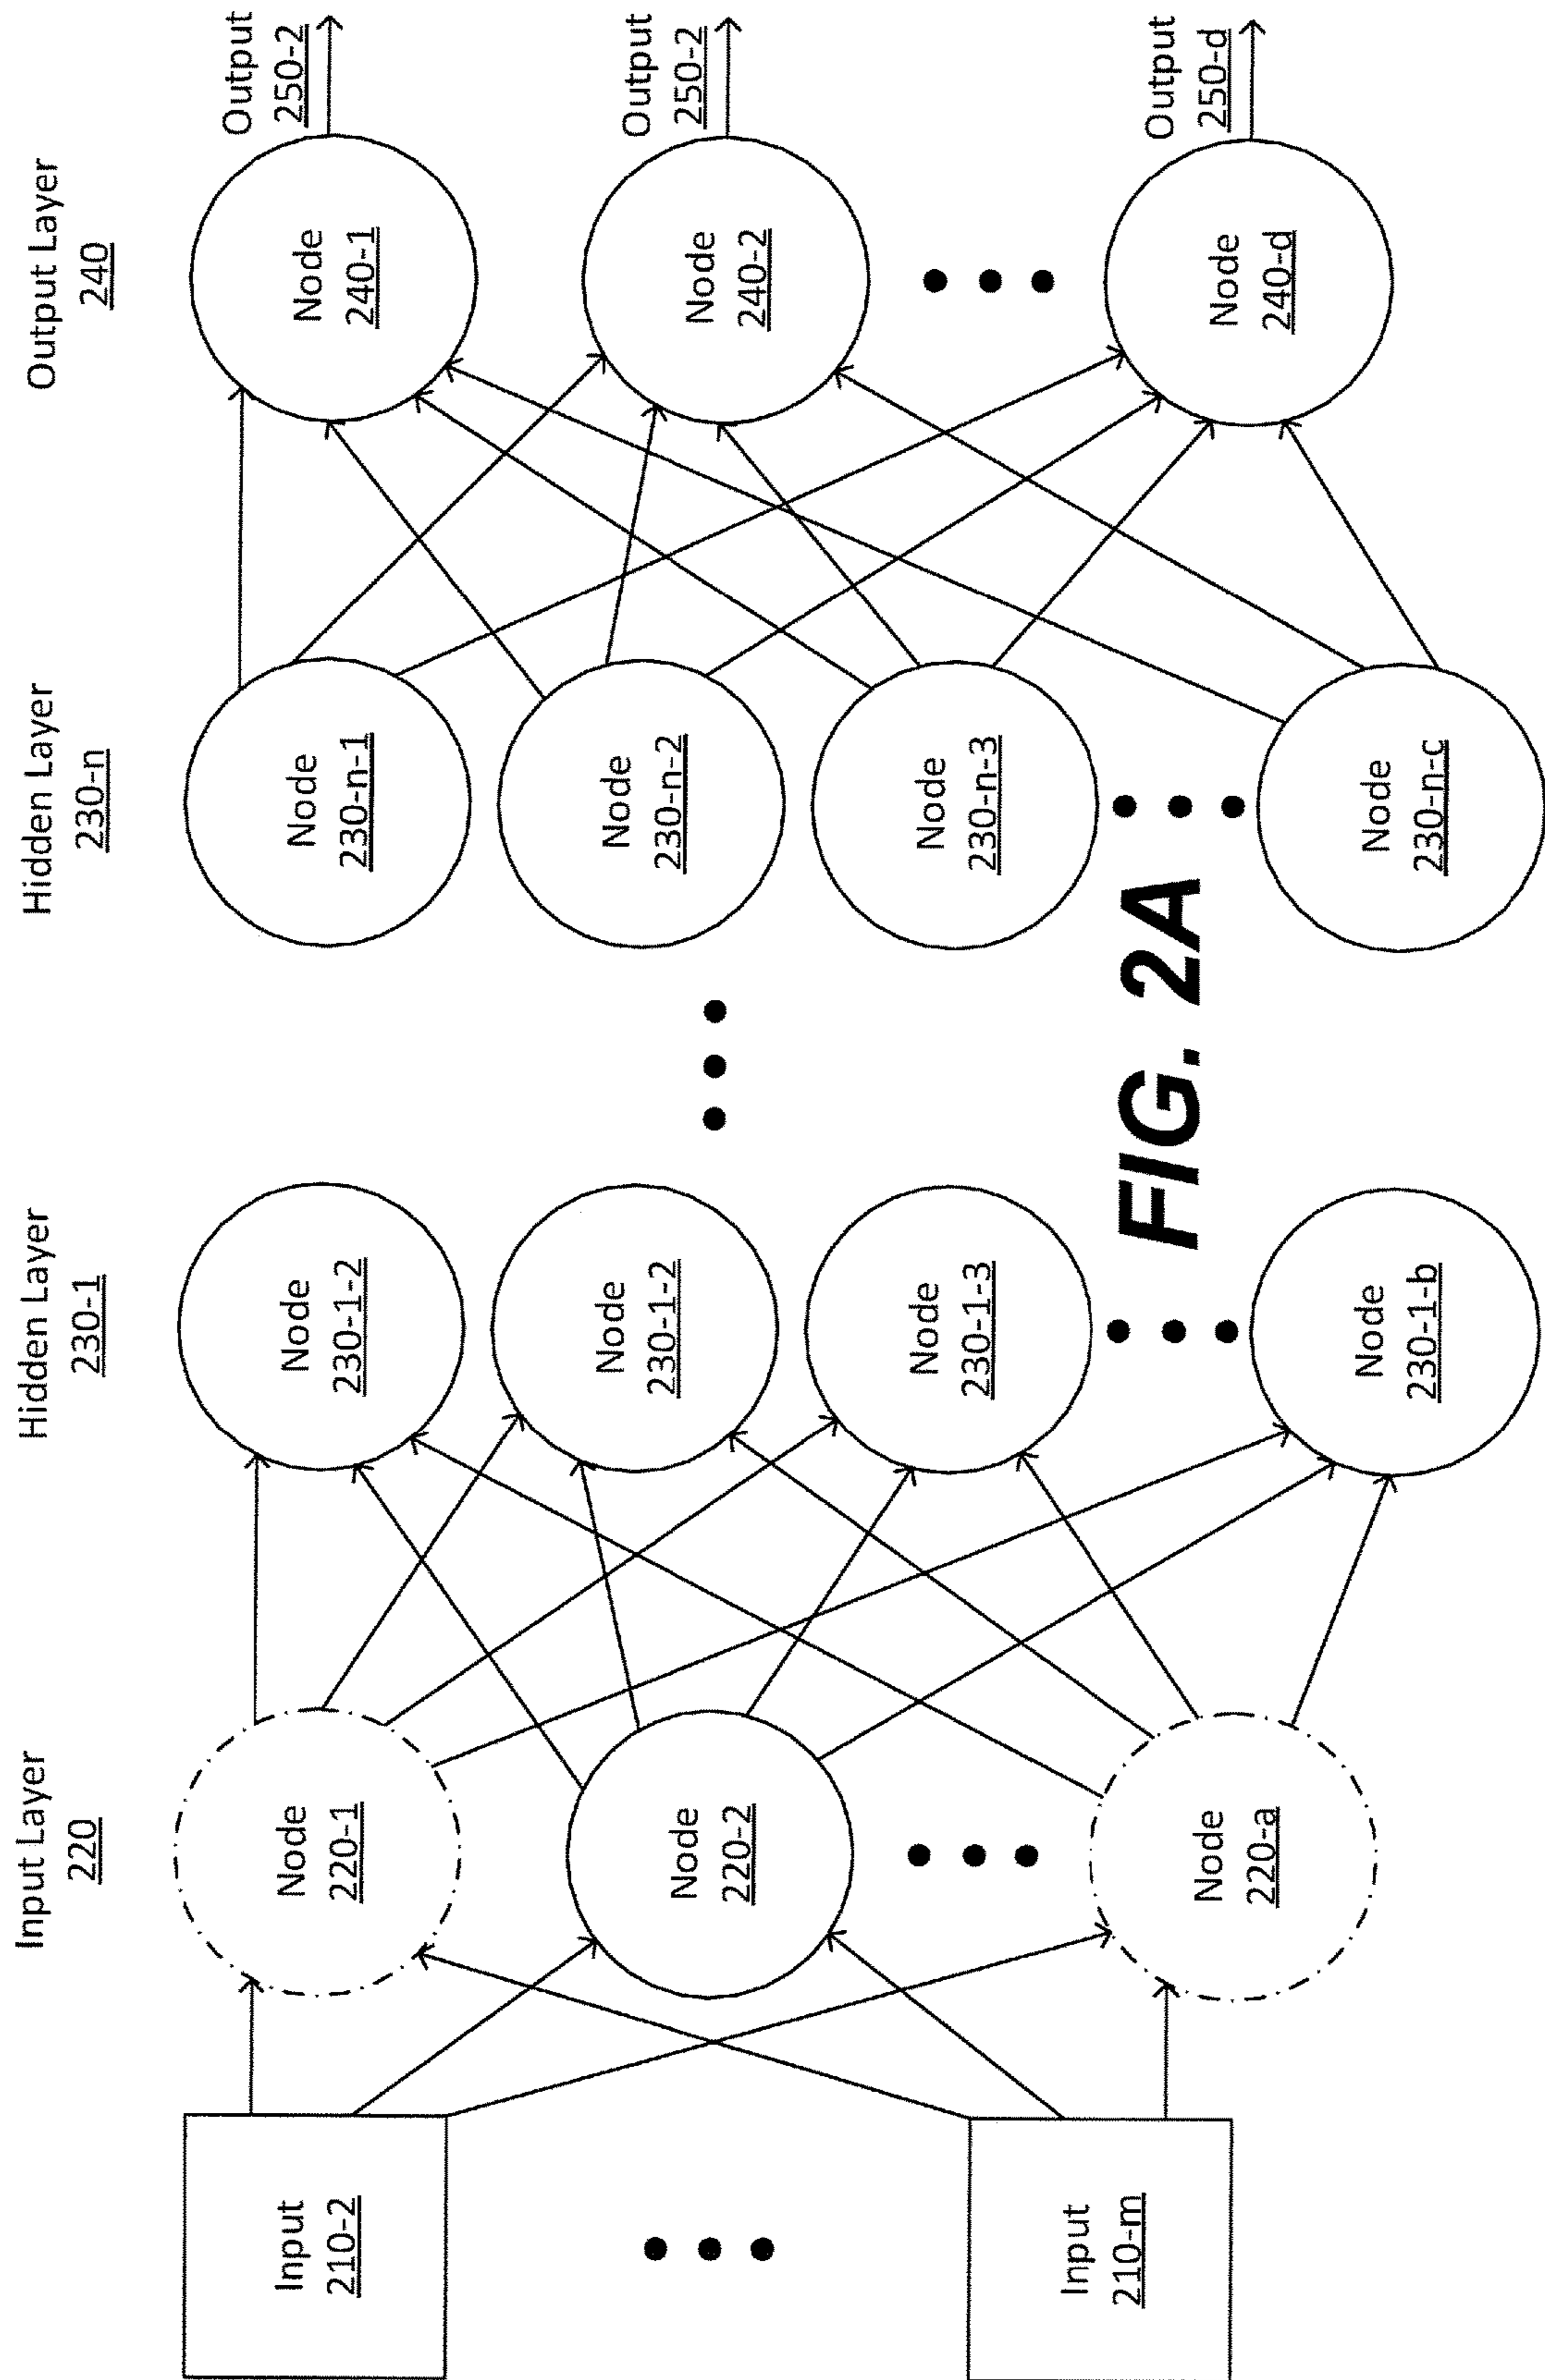 Input
210-2
Input
210-m
Input Layer
220
Node
220-1
Node
220-2
Node
220-a
Hidden Layer
230-1
Node
230-1-2
Node
230-1-2
Node
230-1-3
Node
230-1-b
Hidden Layer
230-n
Node
230-n-1
Node
230-n-2
Node
230-n-3
Node
230-n-c
Output Layer
240
Node
240-1
Node
240-2
Node
240-d
Output
250-2
Output
250-2
Output
250-d
FIG. 2A